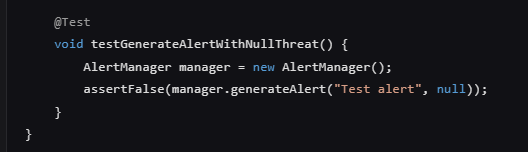 @Test
void testGenerateAlertWithNullThreat() {
AlertManager manager = new AlertManager();
assertFalse(manager.generateAlert("Test alert", null));
}
}